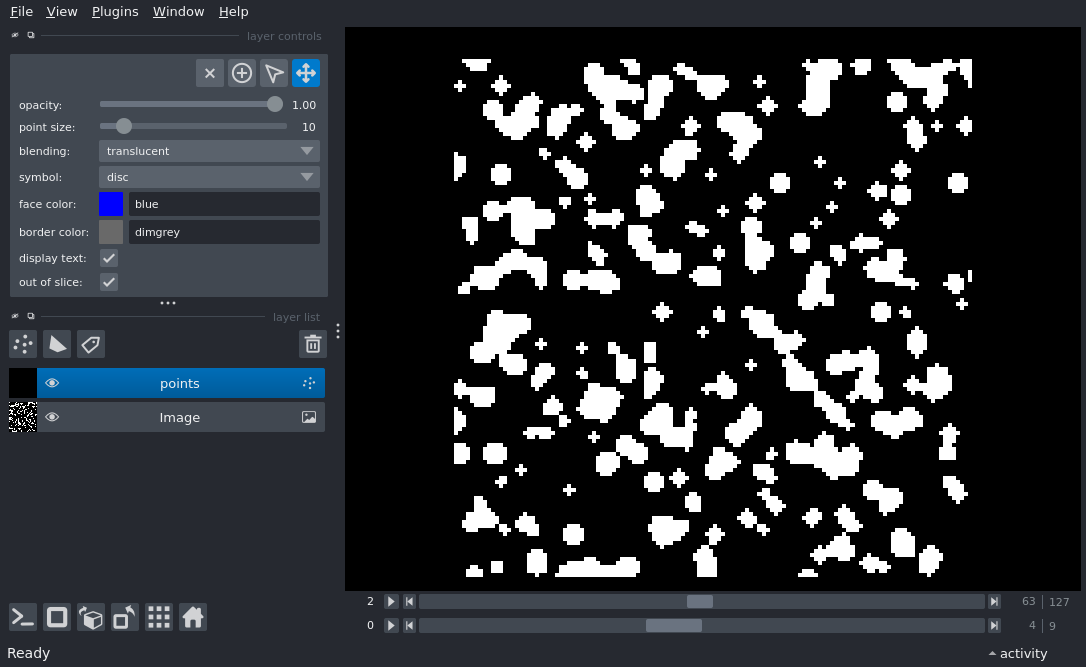 File View Plugins Window Help
layer controls
opacity: 1.00
point size: 10
blending: translucent
symbol: disc
face color: blue
border color: dimgrey
display text:
out of slice:
layer list
points
Image
2 63 127
0 4 9
Ready activity